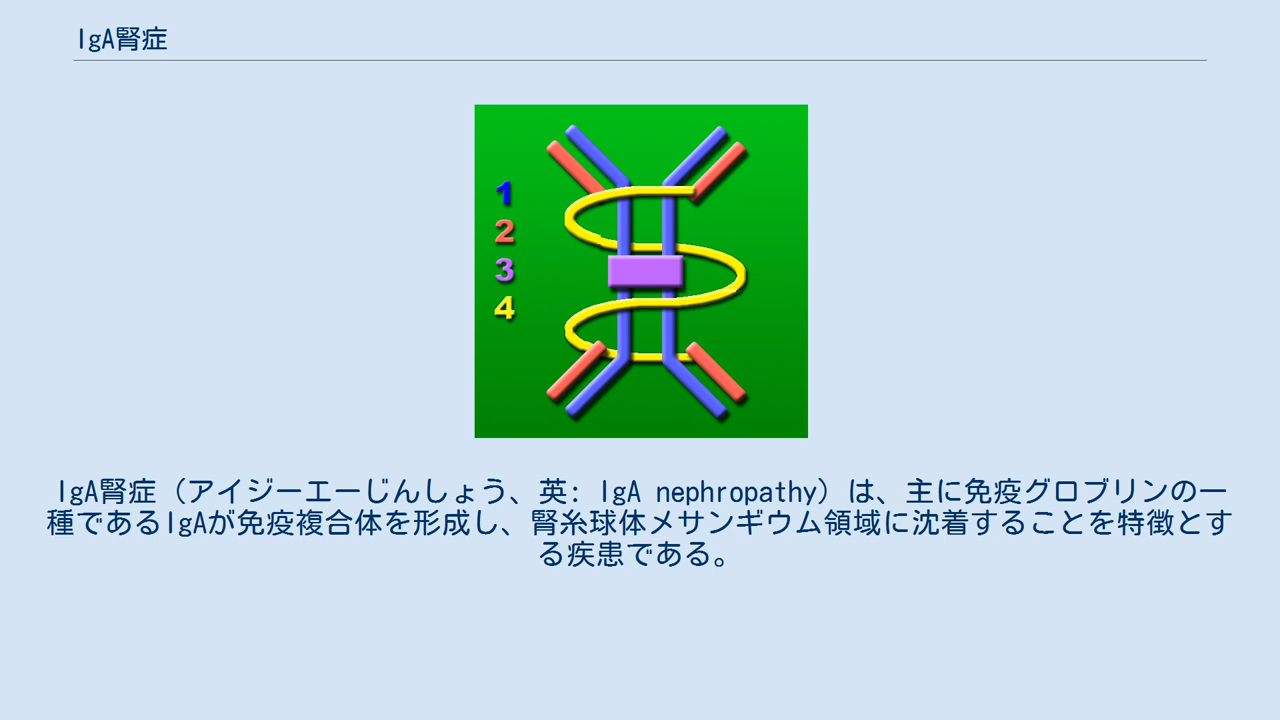 IgA腎症
1
2
3
4
IgA腎症（アイジーエーじんしょう、英: IgA nephropathy）は、主に免疫グロブリンの一
種であるIgAが免疫複合体を形成し、腎糸球体メサンギウム領域に沈着することを特徴とす
る疾患である。